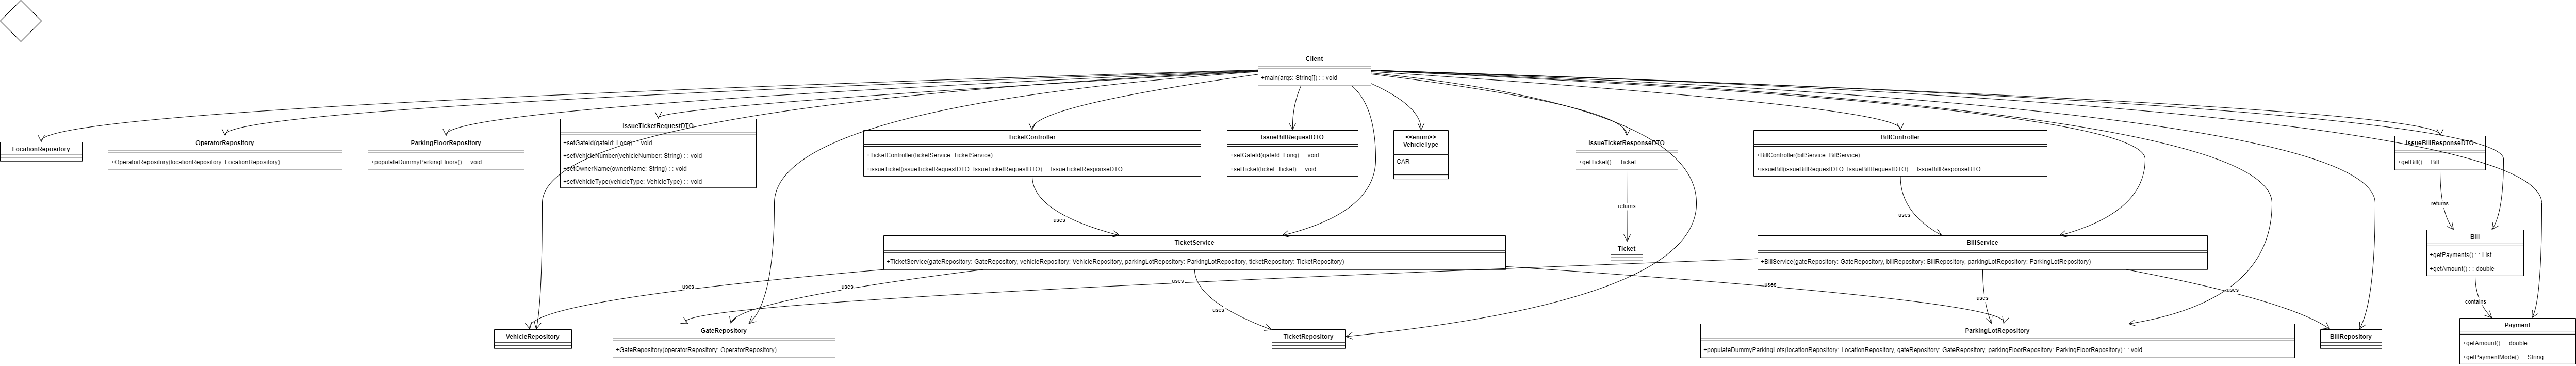 Client
+main(args: String[]) : : void
LocationRepository
OperatorRepository
+OperatorRepository(locationRepository: LocationRepository)
ParkingFloorRepository
+populateDummyParkingFloors() : : void
IssueTicketRequestDTO
+setGateId(gateId: Long) : : void
+setVehicleNumber(vehicleNumber: String) : : void
+setOwnerName(ownerName: String) : : void
+setVehicleType(vehicleType: VehicleType) : : void
TicketController
+TicketController(ticketService: TicketService)
+issueTicket(issueTicketRequestDTO: IssueTicketRequestDTO) : : IssueTicketResponseDTO
IssueBillRequestDTO
+setGateId(gateId: Long) : : void
+setTicket(ticket: Ticket) : : void
<<enum>>
VehicleType
CAR
IssueTicketResponseDTO
+getTicket() : : Ticket
BillController
+BillController(billService: BillService)
+issueBill(issueBillRequestDTO: IssueBillRequestDTO) : : IssueBillResponseDTO
IssueBillResponseDTO
+getBill() : : Bill
uses
returns
uses
returns
TicketService
+TicketService(gateRepository: GateRepository, vehicleRepository: VehicleRepository, parkingLotRepository: ParkingLotRepository, ticketRepository: TicketRepository)
Ticket
BillService
+BillService(gateRepository: GateRepository, billRepository: BillRepository, parkingLotRepository: ParkingLotRepository)
Bill
+getPayments() : : List
+getAmount() : : double
uses
uses
uses
uses
uses
uses
uses
contains
VehicleRepository
GateRepository
+GateRepository(operatorRepository: OperatorRepository)
TicketRepository
ParkingLotRepository
+populateDummyParkingLots(locationRepository: LocationRepository, gateRepository: GateRepository, parkingFloorRepository: ParkingFloorRepository) : : void
BillRepository
Payment
+getAmount() : : double
+getPaymentMode() : : String